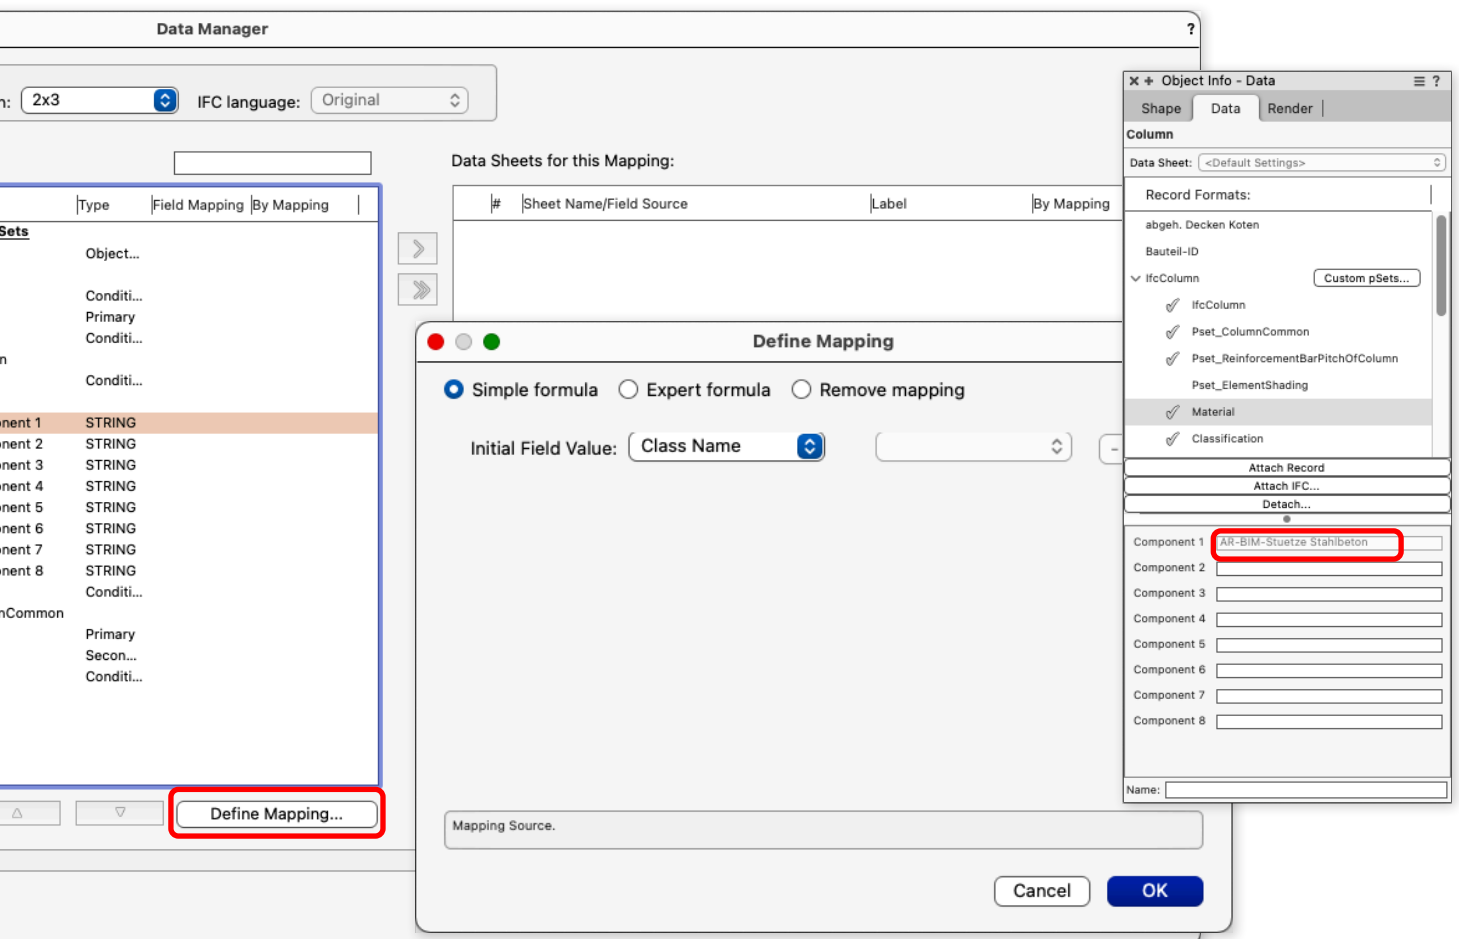 Data Manager ?
n: 2x3 IFC language: Original
Data Sheets for this Mapping:
Type Field Mapping By Mapping
# Sheet Name/Field Source Label By Mapping
Sets
Object...
Conditi...
Primary
Conditi...
n
Conditi...
onent 1 STRING
onent 2 STRING
onent 3 STRING
onent 4 STRING
onent 5 STRING
onent 6 STRING
onent 7 STRING
onent 8 STRING
Conditi...
nCommon
Primary
Secon...
Conditi...
Define Mapping...
Define Mapping
Simple formula Expert formula Remove mapping
Initial Field Value: Class Name
Mapping Source.
Cancel OK
Object Info - Data ?
Shape Data Render
Column
Data Sheet: <Default Settings>
Record Formats:
abgeh. Decken Koten
Bauteil-ID
IfcColumn Custom pSets...
IfcColumn
Pset_ColumnCommon
Pset_ReinforcementBarPitchOfColumn
Pset_ElementShading
Material
Classification
Attach Record
Attach IFC...
Detach...
Component 1 AR-BIM-Stuetze Stahlbeton
Component 2
Component 3
Component 4
Component 5
Component 6
Component 7
Component 8
Name: